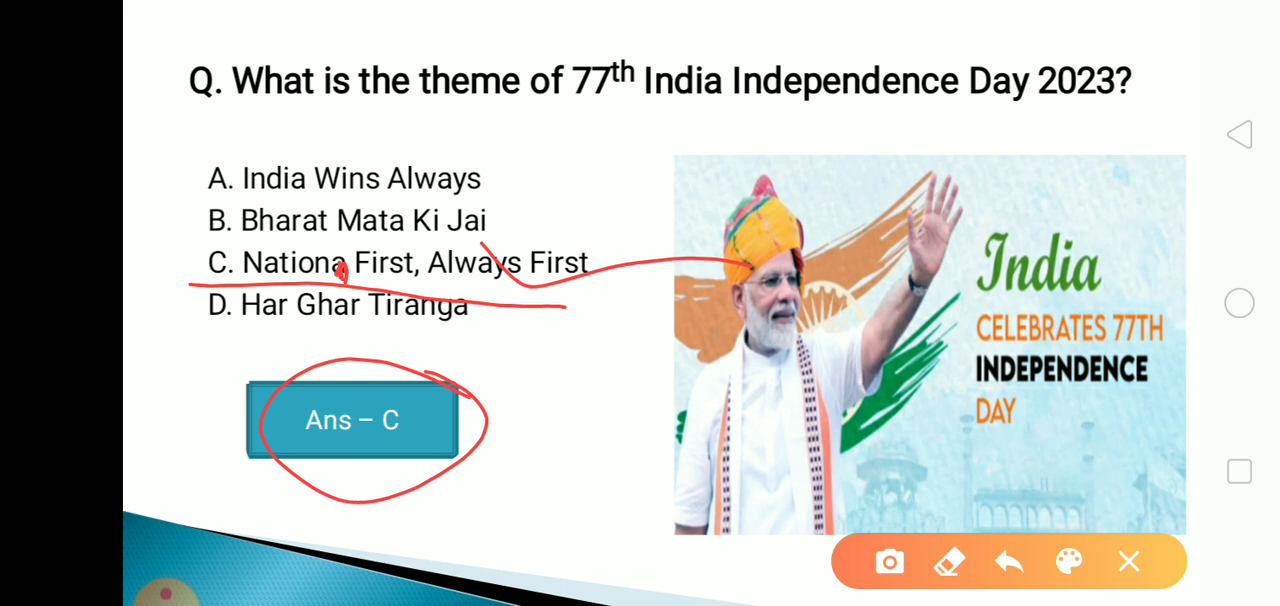 Q. What is the theme of 77th India Independence Day 2023?
A. India Wins Always
B. Bharat Mata Ki Jai
C. Nationa First, Always First
D. Har Ghar Tiranga
Ans – C
India
CELEBRATES 77TH
INDEPENDENCE
DAY